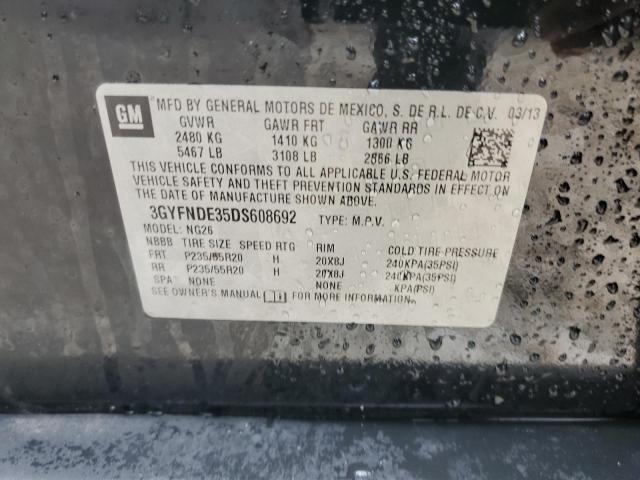 GM
MFD BY GENERAL MOTORS DE MEXICO, S. DE R.L. DE C.V. 03/13
GVWR GAWR FRT GAWR RR
2480 KG 1410 KG 1300 KG
5467 LB 3108 LB 2866 LB
THIS VEHICLE CONFORMS TO ALL APPLICABLE U.S. FEDERAL MOTOR
VEHICLE SAFETY AND THEFT PREVENTION STANDARDS IN EFFECT ON
THE DATE OF MANUFACTURE SHOWN ABOVE.
3GYFNDE35DS608692 TYPE: M.P.V.
MODEL: NG26
NBBB TIRE SIZE SPEED RTG RIM COLD TIRE-PRESSURE
FRT P235/55R20 H 20X8J 240KPA(35PSI)
RR P235/55R20 H 20X8J 240KPA(35PSI)
SPA NONE NONE KPA(PSI)
SEE OWNER'S MANUAL FOR MORE INFORMATION.